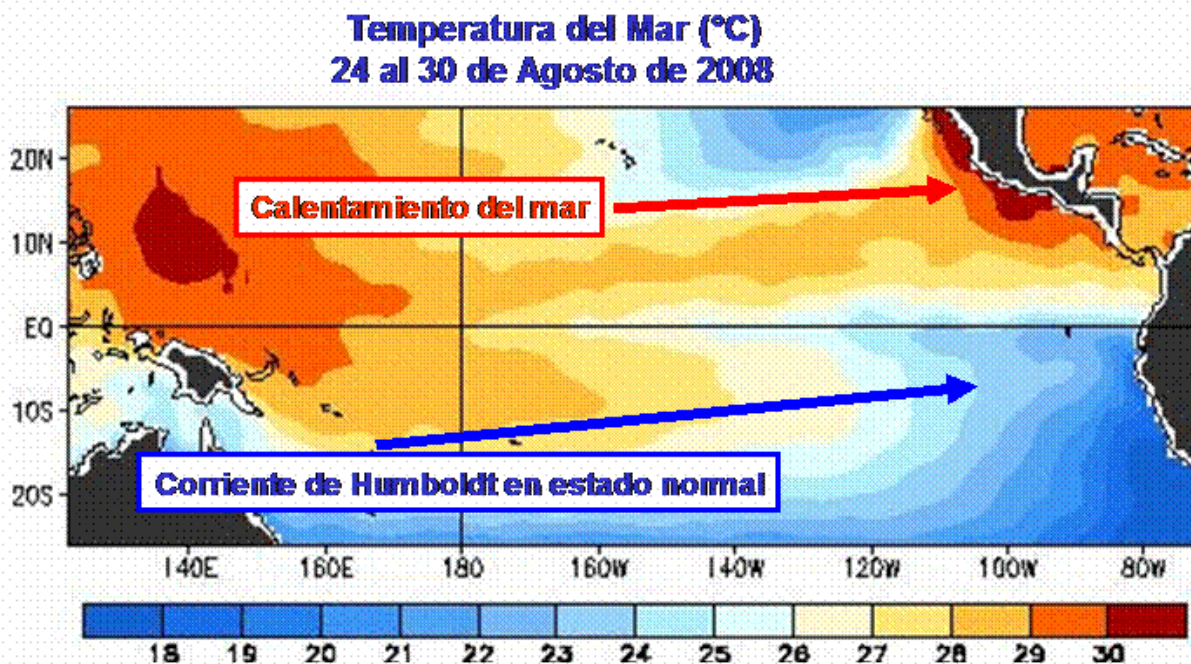 Temperatura del Mar (°C)
24 al 30 de Agosto de 2008
20N
Calentamiento del mar
10N
EQ
10S
Corriente de Humboldt en estado normal
20S
140E 160E 180 160W 140W 120W 100W 80W
18 19 20 21 22 23 24 25 26 27 28 29 30